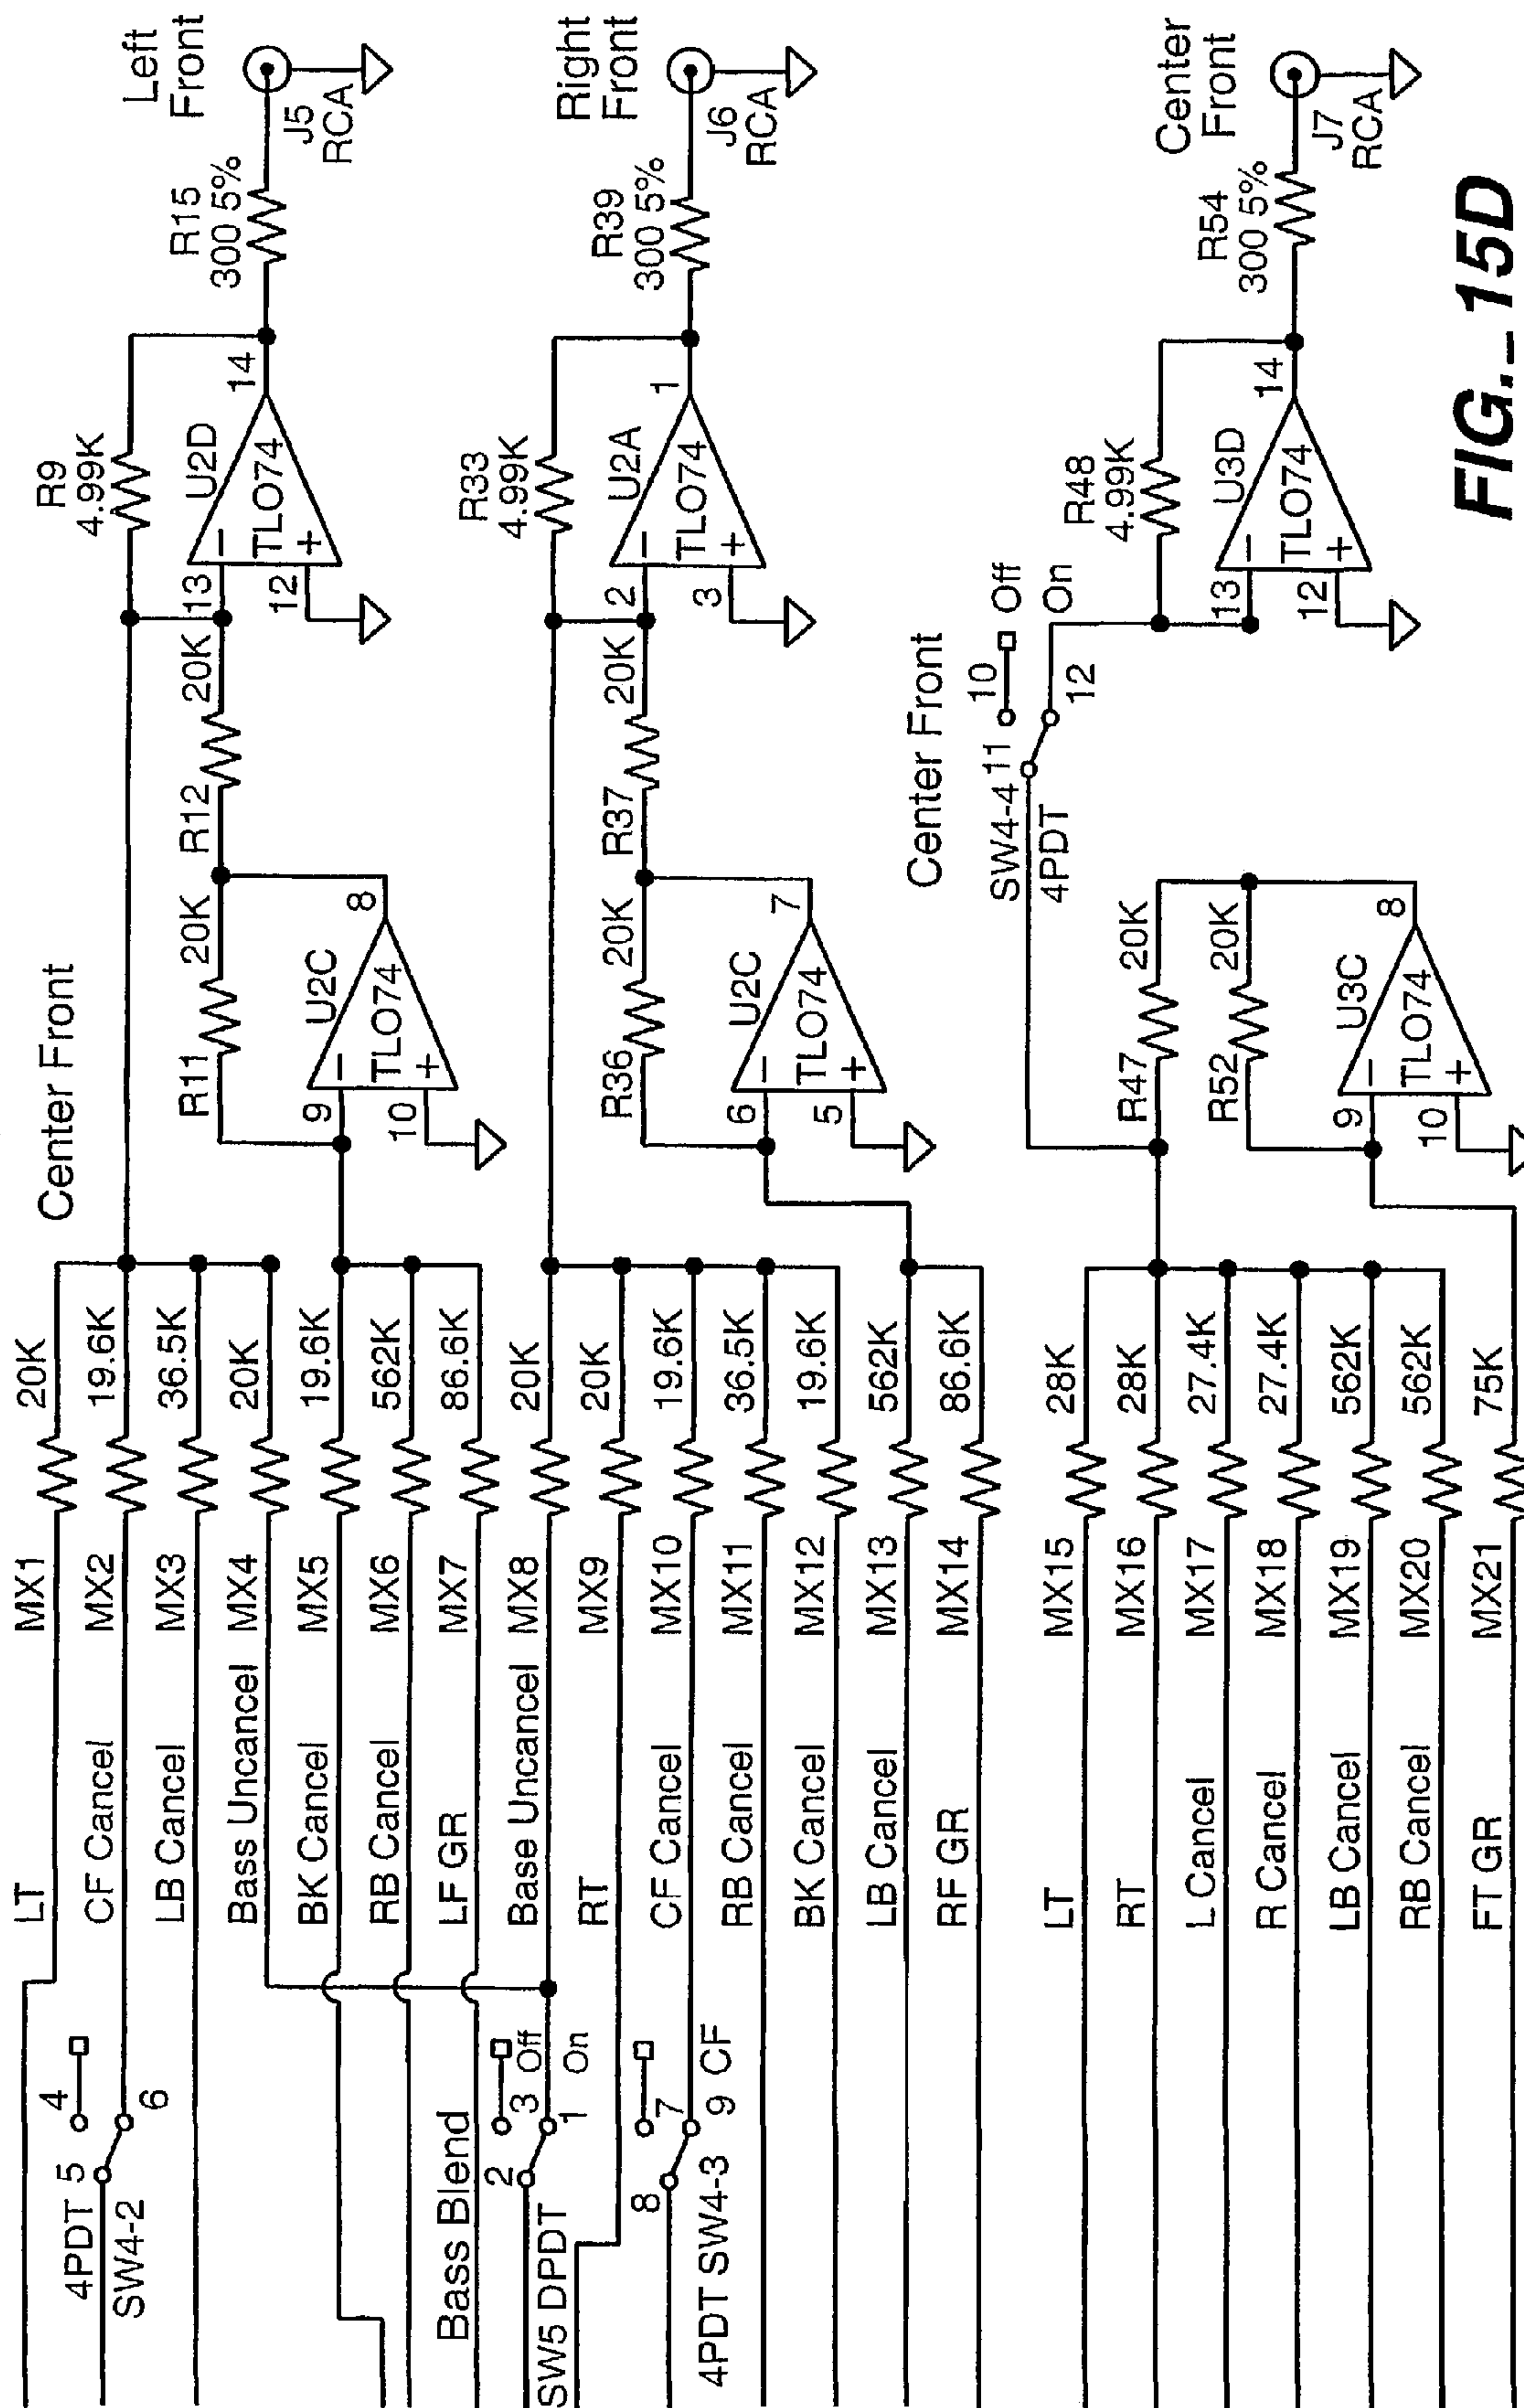 Left
Front
J5
RCA
R15
300 5%
R9
4.99K
U2D
TLO74
14
13
12
20K
R12
20K
R11
U2C
TLO74
8
9
10
Center Front
20K
MX1
LT
19.6K
MX2
CF Cancel
36.5K
MX3
LB Cancel
20K
MX4
Bass Uncancel
19.6K
MX5
BK Cancel
562K
MX6
RB Cancel
86.6K
MX7
LF GR
4
5
6
4PDT
SW4-2
Right
Front
J6
RCA
R39
300 5%
R33
4.99K
U2A
TLO74
1
2
3
20K
R37
20K
R36
U2C
TLO74
7
6
5
20K
MX8
Base Uncancel
20K
MX9
RT
19.6K
MX10
CF Cancel
36.5K
MX11
RB Cancel
19.6K
MX12
BK Cancel
562K
MX13
LB Cancel
86.6K
MX14
RF GR
Bass Blend
3 Off
2
1
On
SW5 DPDT
7
8
9 CF
4PDT SW4-3
Center
Front
J7
RCA
R54
300 5%
R48
4.99K
U3D
TLO74
14
13
12
Center Front
10
Off
On
SW4-4 11
12
4PDT
20K
R47
20K
R52
U3C
TLO74
8
9
10
28K
MX15
LT
28K
MX16
RT
27.4K
MX17
L Cancel
27.4K
MX18
R Cancel
562K
MX19
LB Cancel
562K
MX20
RB Cancel
75K
MX21
FT GR
FIG._15D